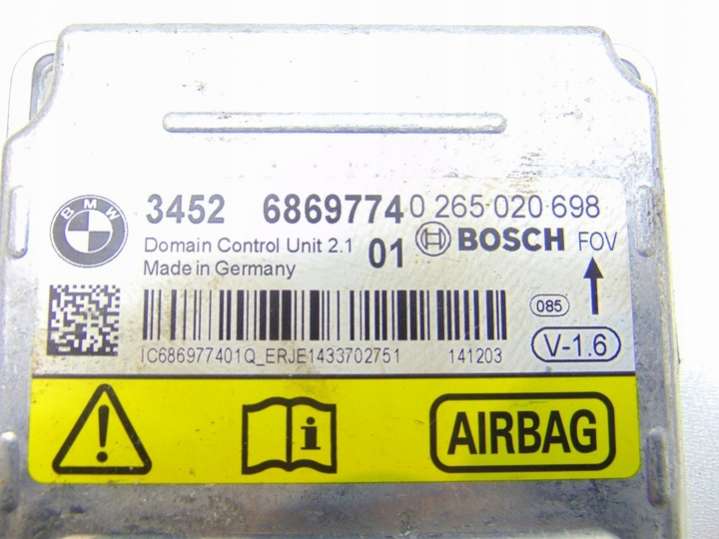 BMW 3452 6869774 0 265 020 698
Domain Control Unit 2.1 01 BOSCH FOV
Made in Germany
085
IC686977401Q_ERJE1433702751 141203 V-1.6
i AIRBAG